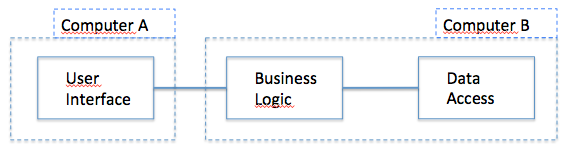 Computer A
Computer B
User
Interface
Business
Logic
Data
Access